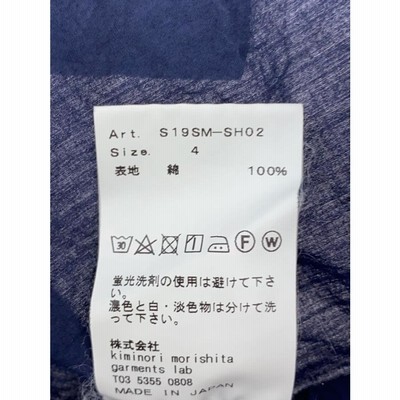 Art. S19SM-SH02
Size. 4
表地 綿 100%
30 F W
蛍光洗剤の使用は避けて下さ
い。
濃色と白・淡色物は分けて洗
って下さい。
株式会社
kiminori morishita
garments lab
T03 5355 0808
MADE IN JAPAN